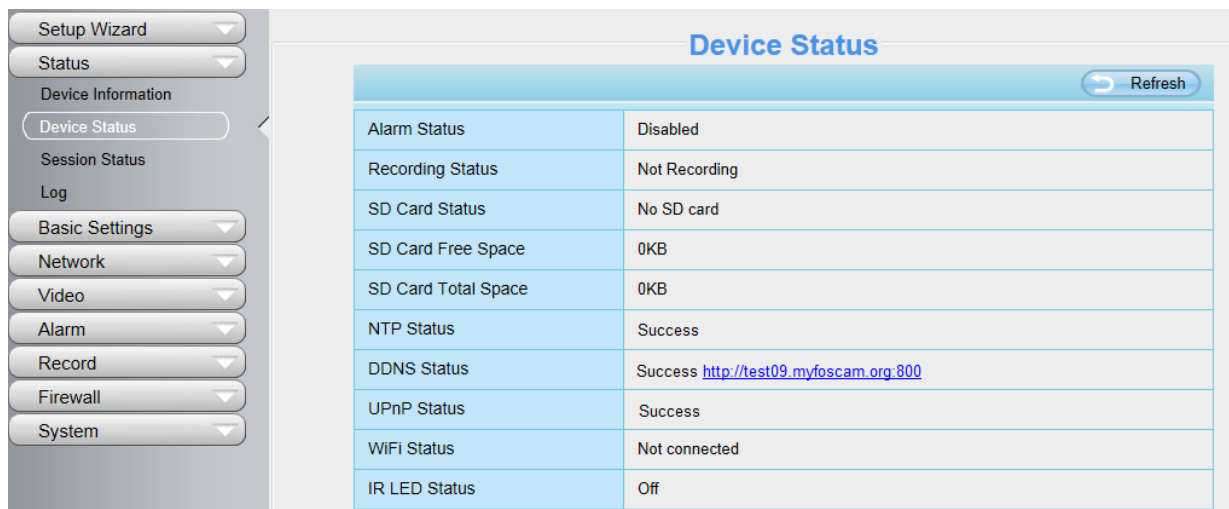 Setup Wizard
Status
Device Information
Device Status
Session Status
Log
Basic Settings
Network
Video
Alarm
Record
Firewall
System
Device Status
Refresh
Alarm Status Disabled
Recording Status Not Recording
SD Card Status No SD card
SD Card Free Space 0KB
SD Card Total Space 0KB
NTP Status Success
DDNS Status Success http://test09.myfoscam.org:800
UPnP Status Success
WiFi Status Not connected
IR LED Status Off